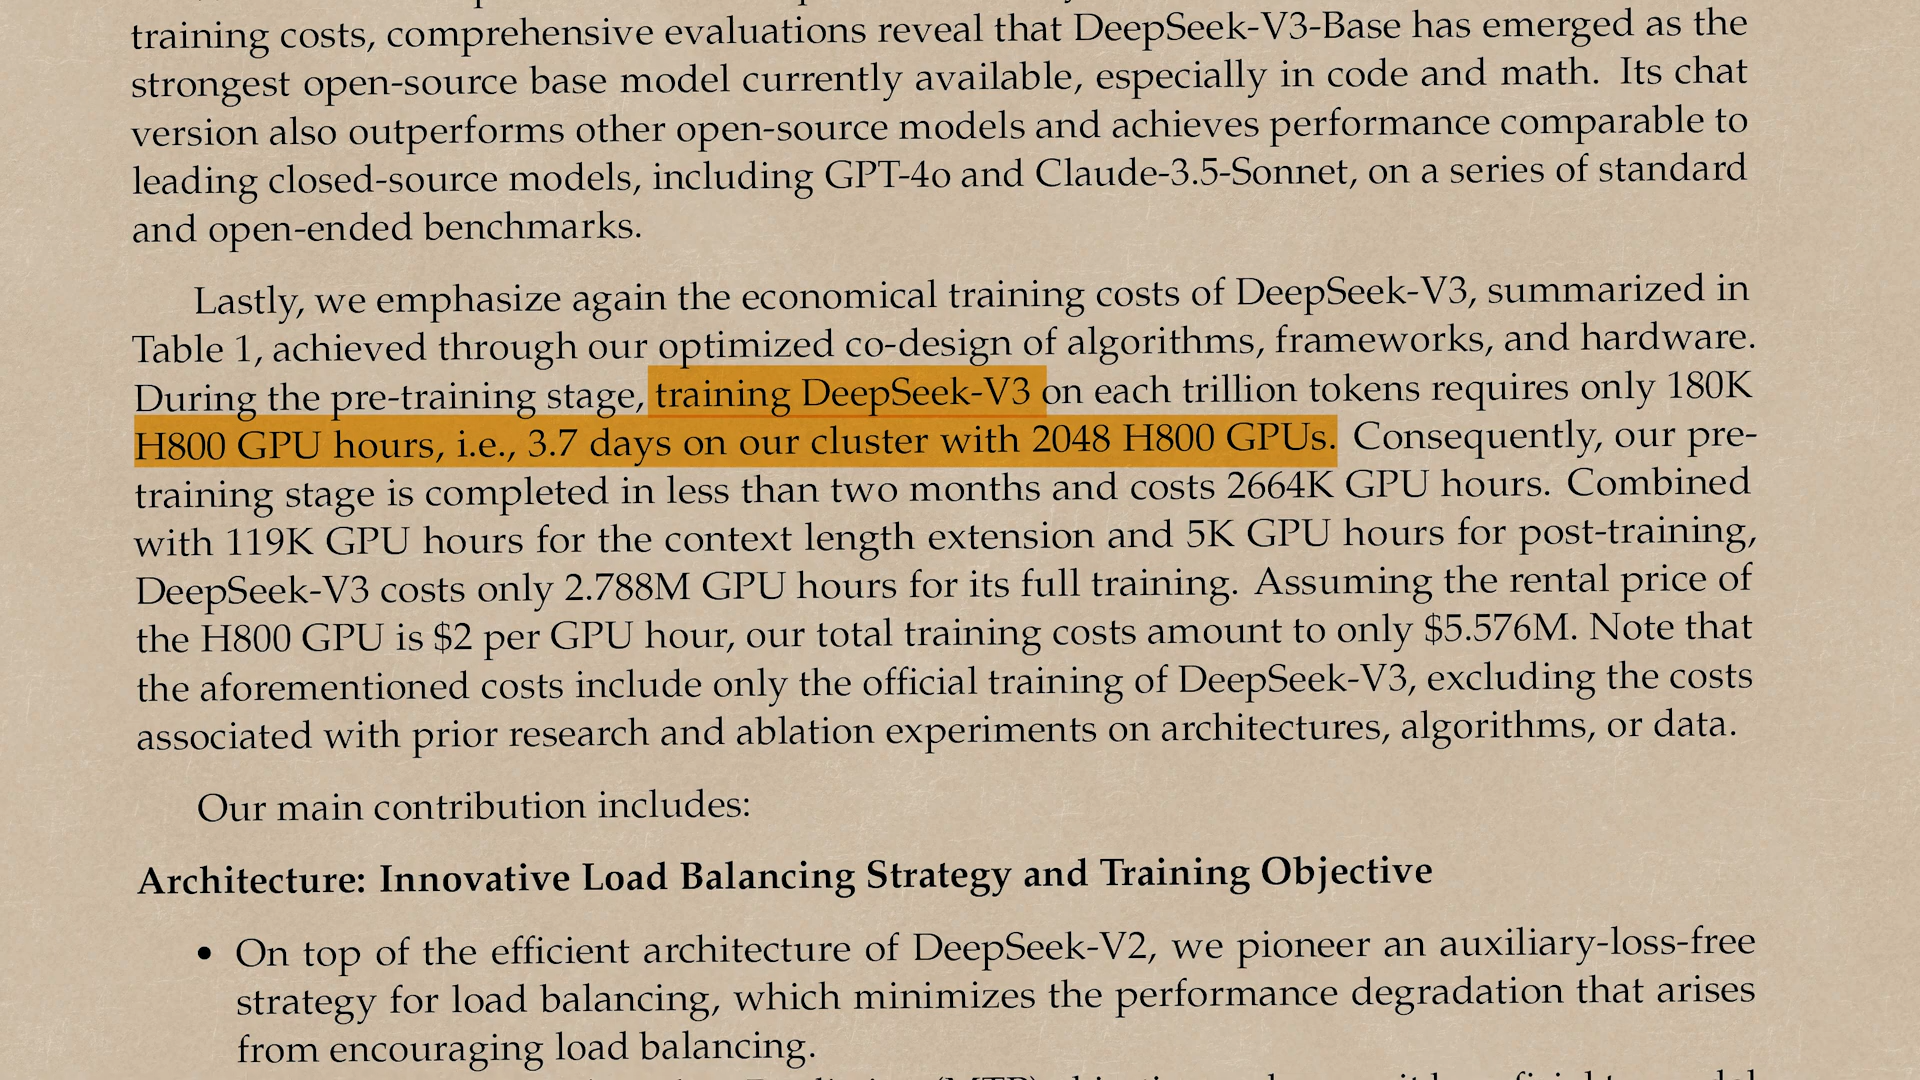 training costs, comprehensive evaluations reveal that DeepSeek-V3-Base has emerged as the
strongest open-source base model currently available, especially in code and math. Its chat
version also outperforms other open-source models and achieves performance comparable to
leading closed-source models, including GPT-4o and Claude-3.5-Sonnet, on a series of standard
and open-ended benchmarks.
Lastly, we emphasize again the economical training costs of DeepSeek-V3, summarized in
Table 1, achieved through our optimized co-design of algorithms, frameworks, and hardware.
During the pre-training stage, training DeepSeek-V3 on each trillion tokens requires only 180K
H800 GPU hours, i.e., 3.7 days on our cluster with 2048 H800 GPUs. Consequently, our pre-
training stage is completed in less than two months and costs 2664K GPU hours. Combined
with 119K GPU hours for the context length extension and 5K GPU hours for post-training,
DeepSeek-V3 costs only 2.788M GPU hours for its full training. Assuming the rental price of
the H800 GPU is $2 per GPU hour, our total training costs amount to only $5.576M. Note that
the aforementioned costs include only the official training of DeepSeek-V3, excluding the costs
associated with prior research and ablation experiments on architectures, algorithms, or data.
Our main contribution includes:
Architecture: Innovative Load Balancing Strategy and Training Objective
• On top of the efficient architecture of DeepSeek-V2, we pioneer an auxiliary-loss-free
strategy for load balancing, which minimizes the performance degradation that arises
from encouraging load balancing.